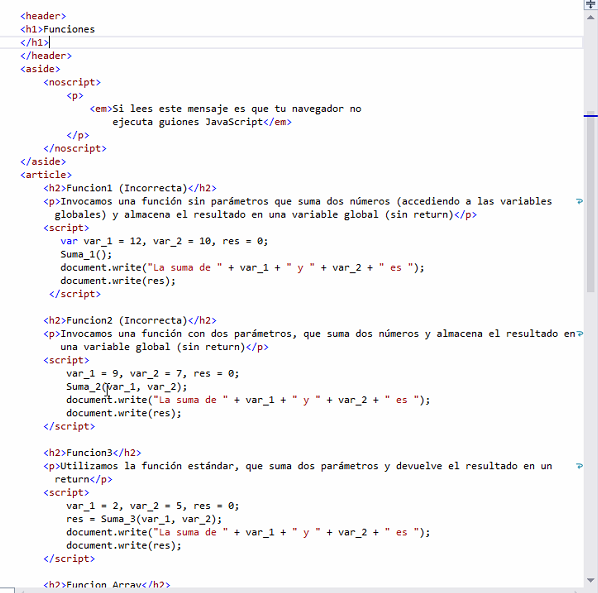 <header>
<h1>Funciones
</h1>
</header>
<aside>
<noscript>
<p>
<em>Si lees este mensaje es que tu navegador no
ejecuta guiones JavaScript</em>
</p>
</noscript>
</aside>
<article>
<h2>Funcion1 (Incorrecta)</h2>
<p>Invocamos una función sin parámetros que suma dos números (accediendo a las variables
globales) y almacena el resultado en una variable global (sin return)</p>
<script>
var var_1 = 12, var_2 = 10, res = 0;
Suma_1();
document.write("La suma de " + var_1 + " y " + var_2 + " es ");
document.write(res);
</script>
<h2>Funcion2 (Incorrecta)</h2>
<p>Invocamos una función con dos parámetros, que suma dos números y almacena el resultado en
una variable global (sin return)</p>
<script>
var_1 = 9, var_2 = 7, res = 0;
Suma_2(var_1, var_2);
document.write("La suma de " + var_1 + " y " + var_2 + " es ");
document.write(res);
</script>
<h2>Funcion3</h2>
<p>Utilizamos la función estándar, que suma dos parámetros y devuelve el resultado en un
return</p>
<script>
var_1 = 2, var_2 = 5, res = 0;
res = Suma_3(var_1, var_2);
document.write("La suma de " + var_1 + " y " + var_2 + " es ");
document.write(res);
</script>
<h2>Funcion Array</h2>